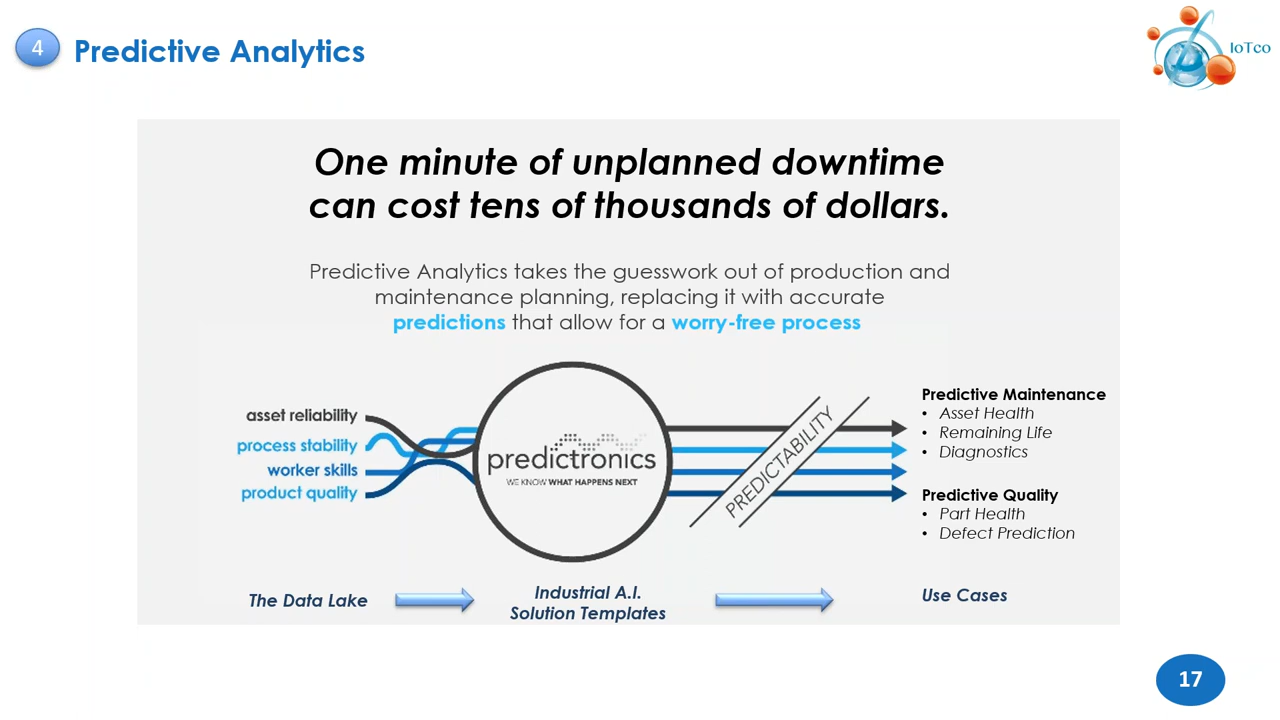 4
Predictive Analytics
IoTco
One minute of unplanned downtime
can cost tens of thousands of dollars.
Predictive Analytics takes the guesswork out of production and
maintenance planning, replacing it with accurate
predictions that allow for a worry-free process
asset reliability
process stability
worker skills
product quality
predictronics
WE KNOW WHAT HAPPENS NEXT
PREDICTABILITY
Predictive Maintenance
• Asset Health
• Remaining Life
• Diagnostics
Predictive Quality
• Part Health
• Defect Prediction
The Data Lake
Industrial A.I.
Solution Templates
Use Cases
17